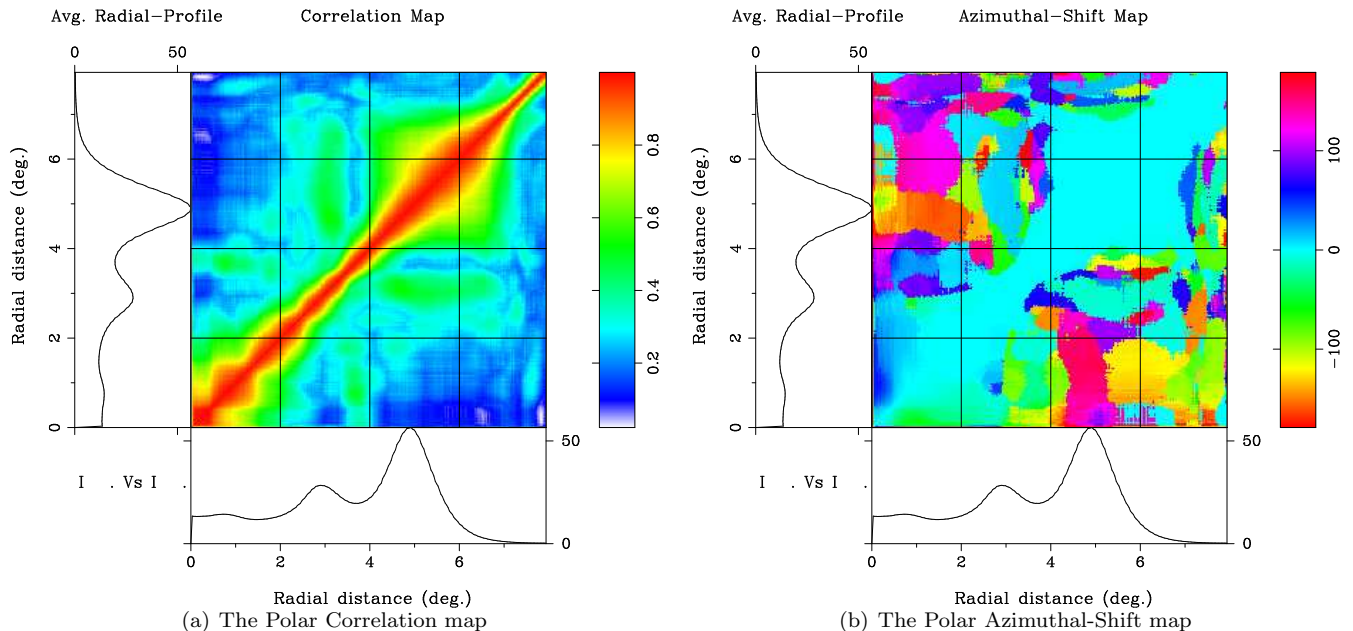 Avg. Radial-Profile
Correlation Map
0 50
Radial distance (deg.)
6
4
2
0
0.8
0.6
0.4
0.2
I . Vs I .
50
0
0 2 4 6
Radial distance (deg.)
(a) The Polar Correlation map
Avg. Radial-Profile
Azimuthal-Shift Map
0 50
Radial distance (deg.)
6
4
2
0
100
0
-100
I . Vs I .
50
0
0 2 4 6
Radial distance (deg.)
(b) The Polar Azimuthal-Shift map